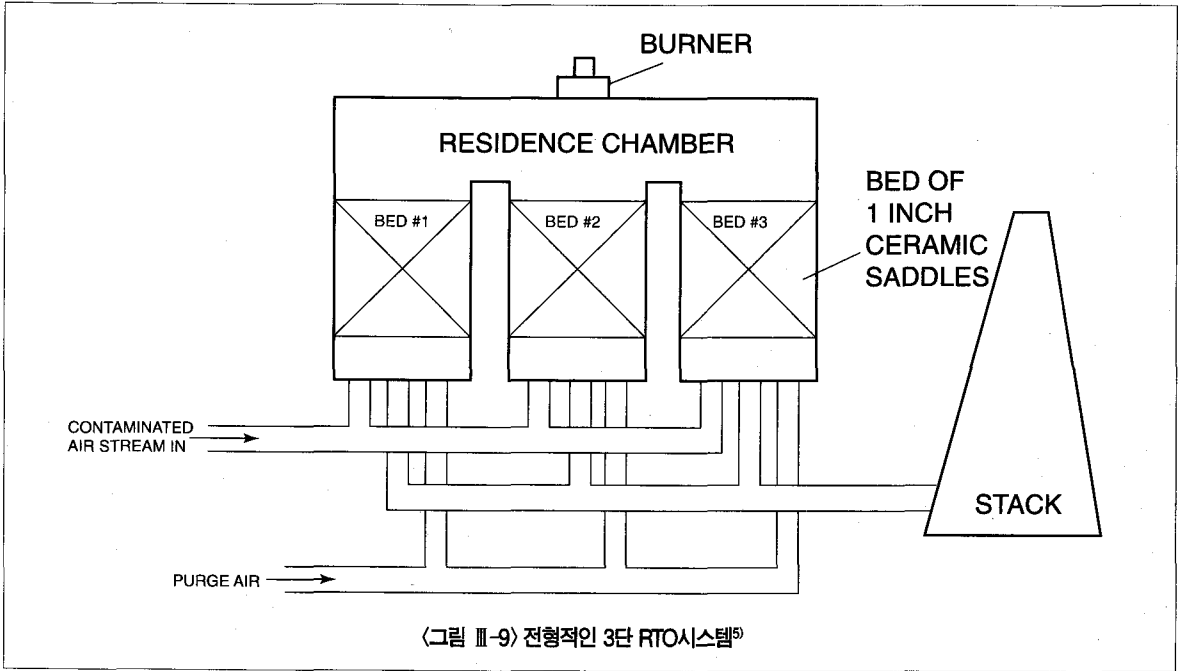 BURNER
RESIDENCE CHAMBER
BED #1
BED #2
BED #3
BED OF
1 INCH
CERAMIC
SADDLES
CONTAMINATED
AIR STREAM IN
STACK
PURGE AIR
〈그림 Ⅲ-9〉 전형적인 3단 RTO시스템⁵⁾